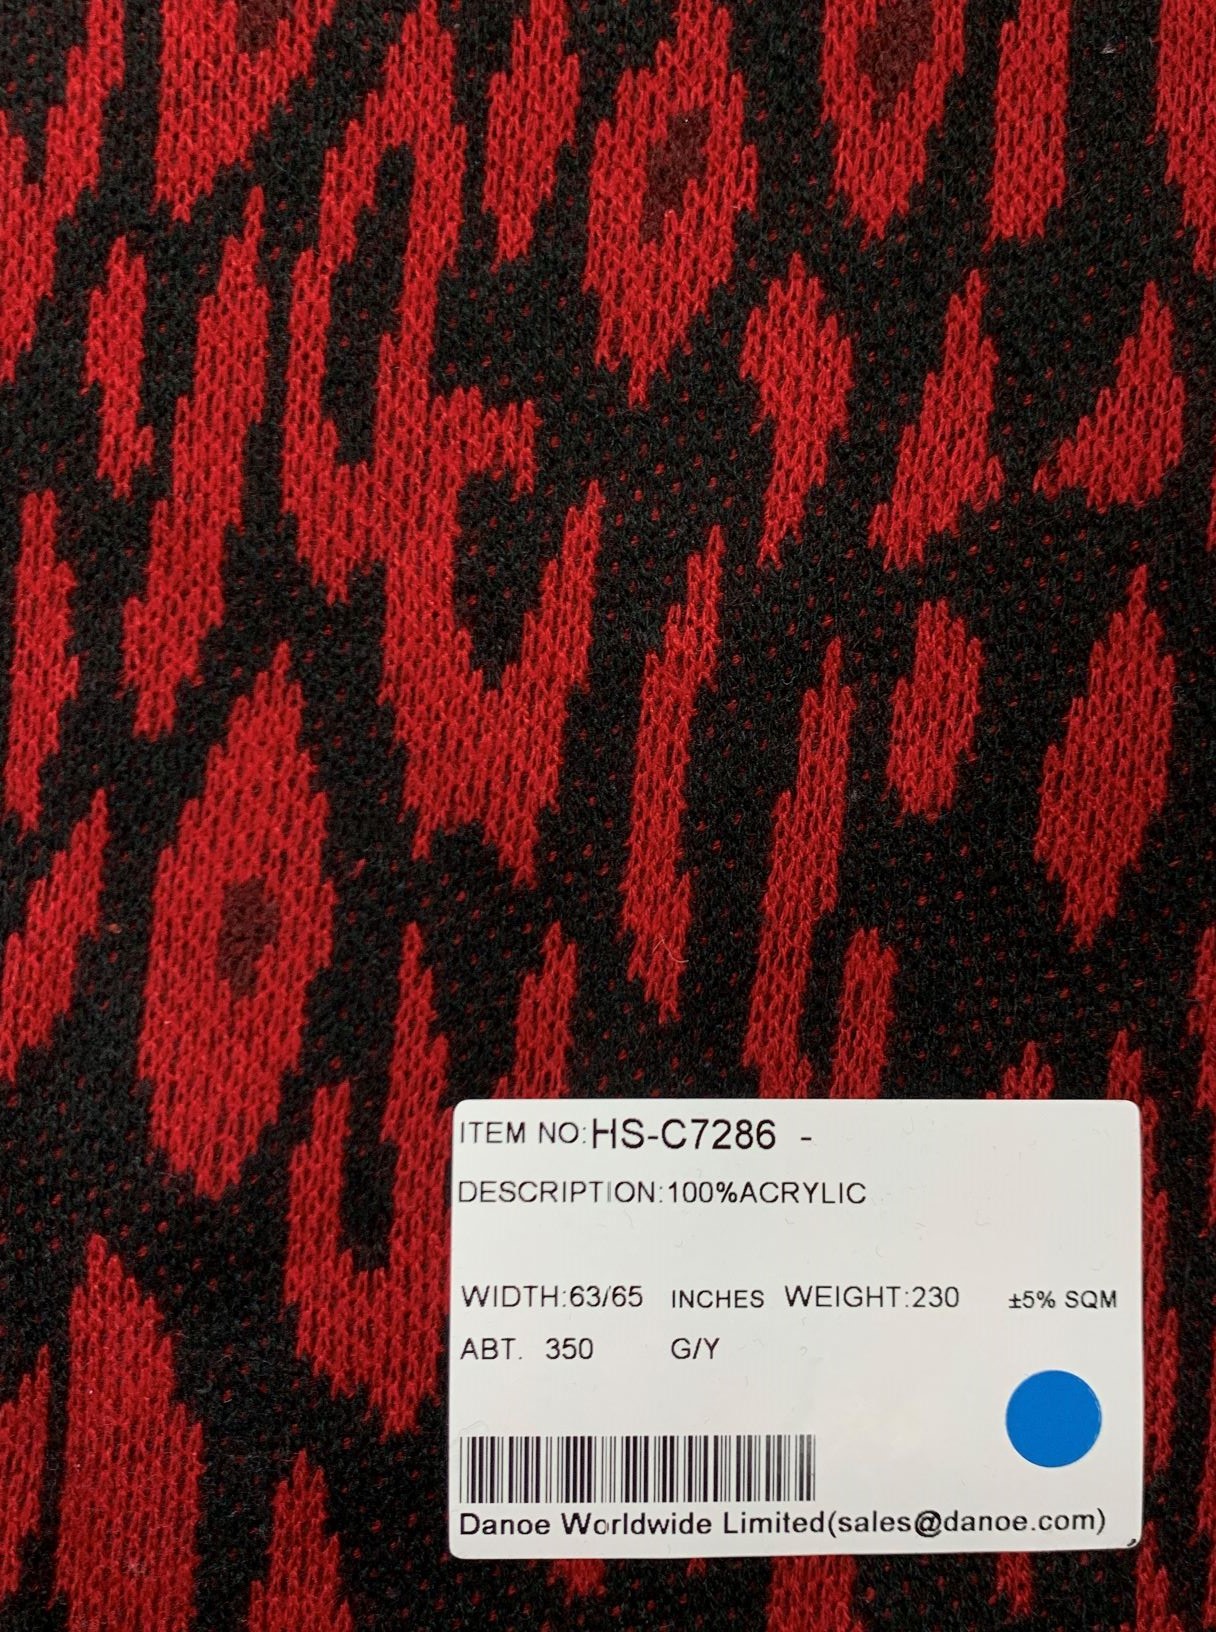 ITEM NO:HS-C7286 -
DESCRIPTION:100%ACRYLIC
WIDTH:63/65 INCHES WEIGHT:230 ±5% SQM
ABT. 350 G/Y
Danoe Worldwide Limited(sales@danoe.com)